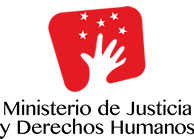 Ministerio de Justicia
y Derechos Humanos